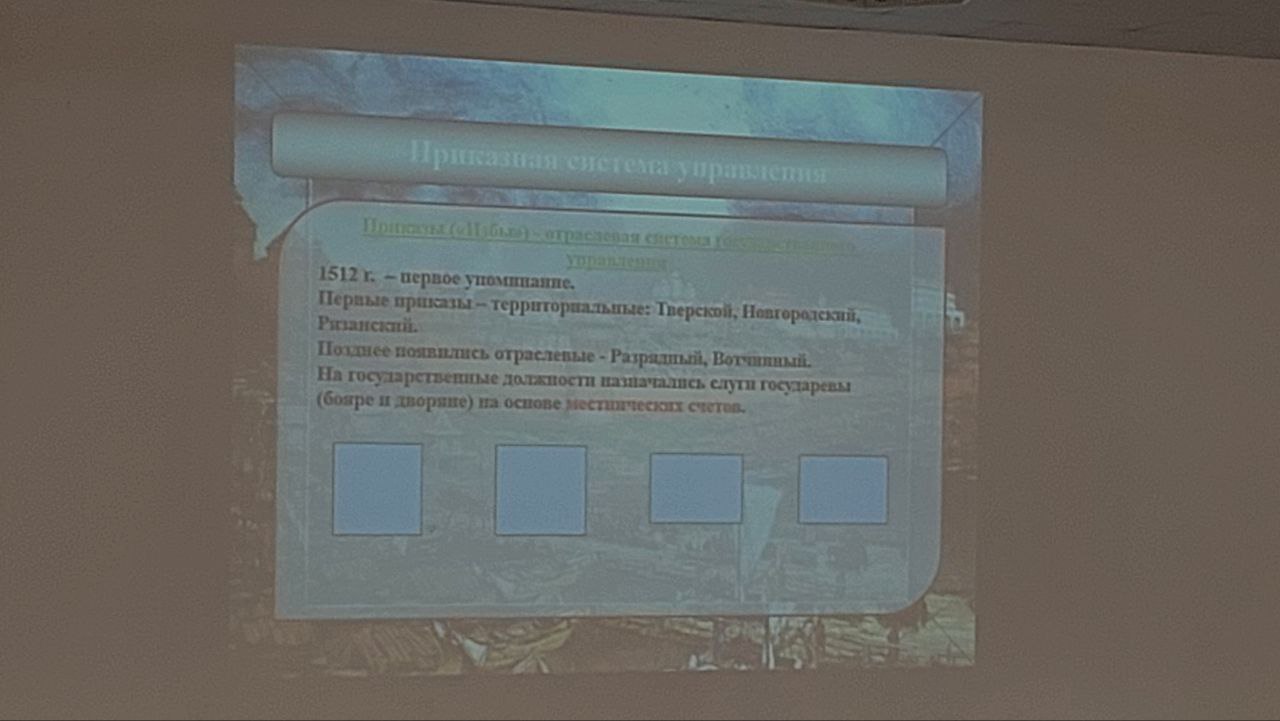 Приказная система управления
Приказы («Избы») - отраслевая система государственного
управления
1512 г. – первое упоминание.
Первые приказы – территориальные: Тверской, Новгородский,
Рязанский.
Позднее появились отраслевые - Разрядный, Вотчинный.
На государственные должности назначались слуги государевы
(бояре и дворяне) на основе местнических счетов.